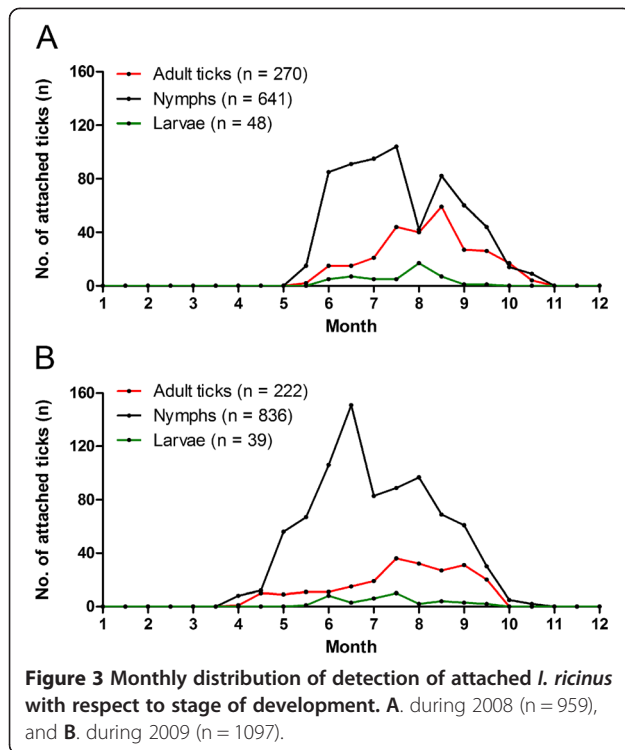 A
160
120
80
40
0
No. of attached ticks (n)
Adult ticks (n = 270)
Nymphs (n = 641)
Larvae (n = 48)
1 2 3 4 5 6 7 8 9 10 11 12
Month
B
160
120
80
40
0
No. of attached ticks (n)
Adult ticks (n = 222)
Nymphs (n = 836)
Larvae (n = 39)
1 2 3 4 5 6 7 8 9 10 11 12
Month
Figure 3 Monthly distribution of detection of attached I. ricinus
with respect to stage of development. A. during 2008 (n = 959),
and B. during 2009 (n = 1097).